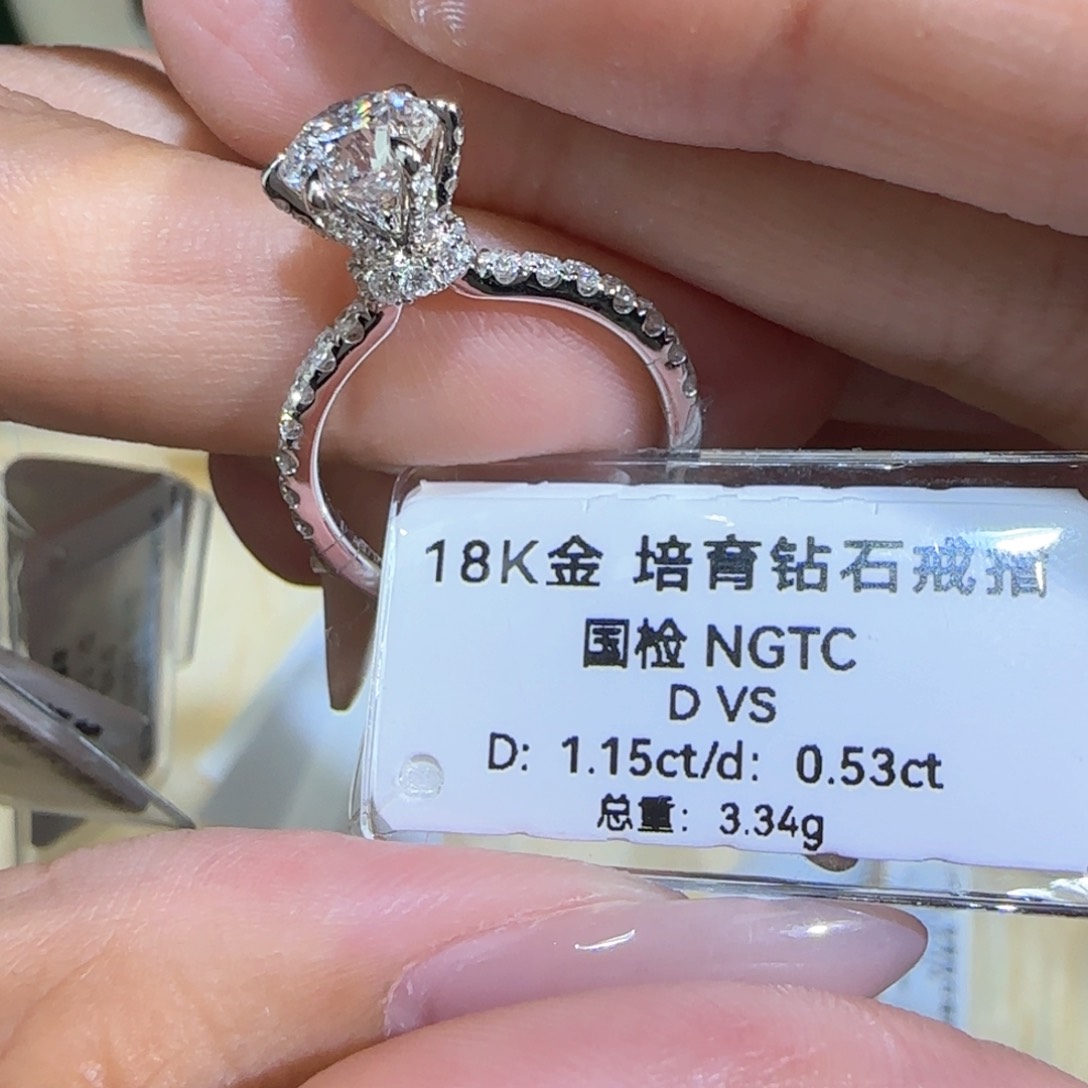 18K金 培育钻石戒指
国检 NGTC
D VS
D: 1.15ct/d: 0.53ct
总重: 3.34g